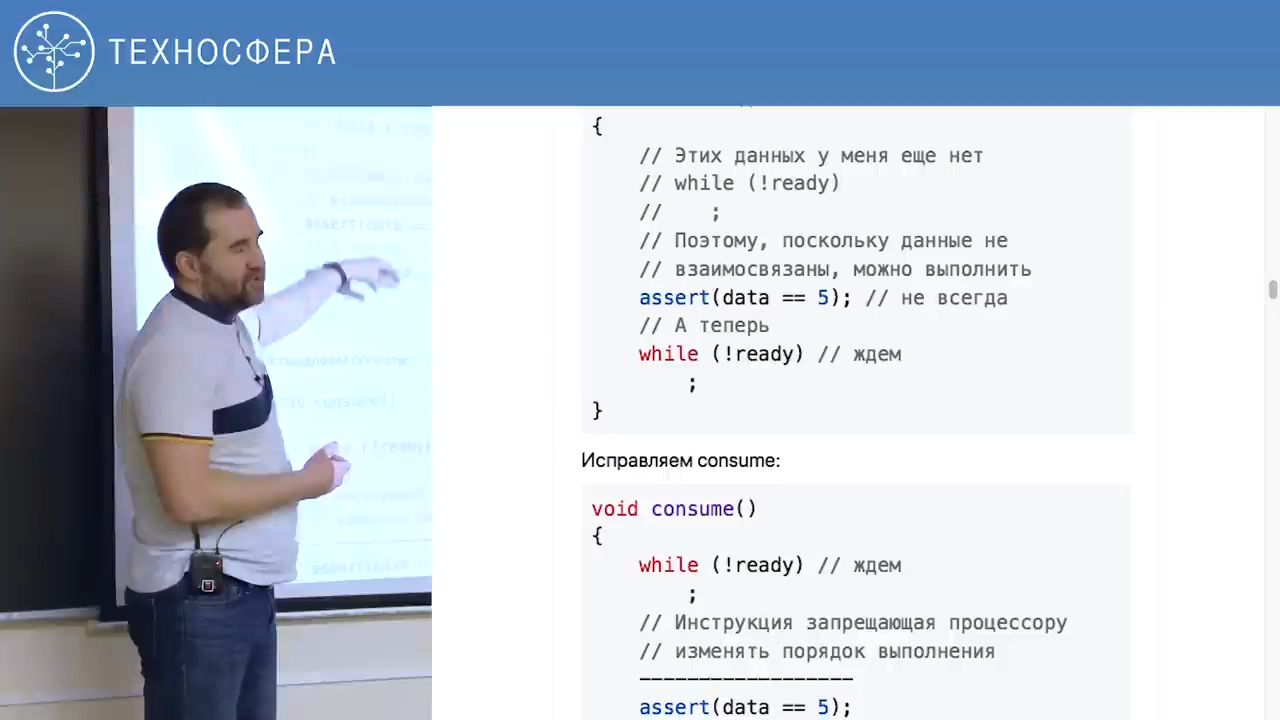 ТЕХНОСФЕРА
{
// Этих данных у меня еще нет
// while (!ready)
//    ;
// Поэтому, поскольку данные не
// взаимосвязаны, можно выполнить
assert(data == 5); // не всегда
// А теперь
while (!ready) // ждем
;
}
Исправляем consume:
void consume()
{
while (!ready) // ждем
;
// Инструкция запрещающая процессору
// изменять порядок выполнения
——————————————————
assert(data == 5);